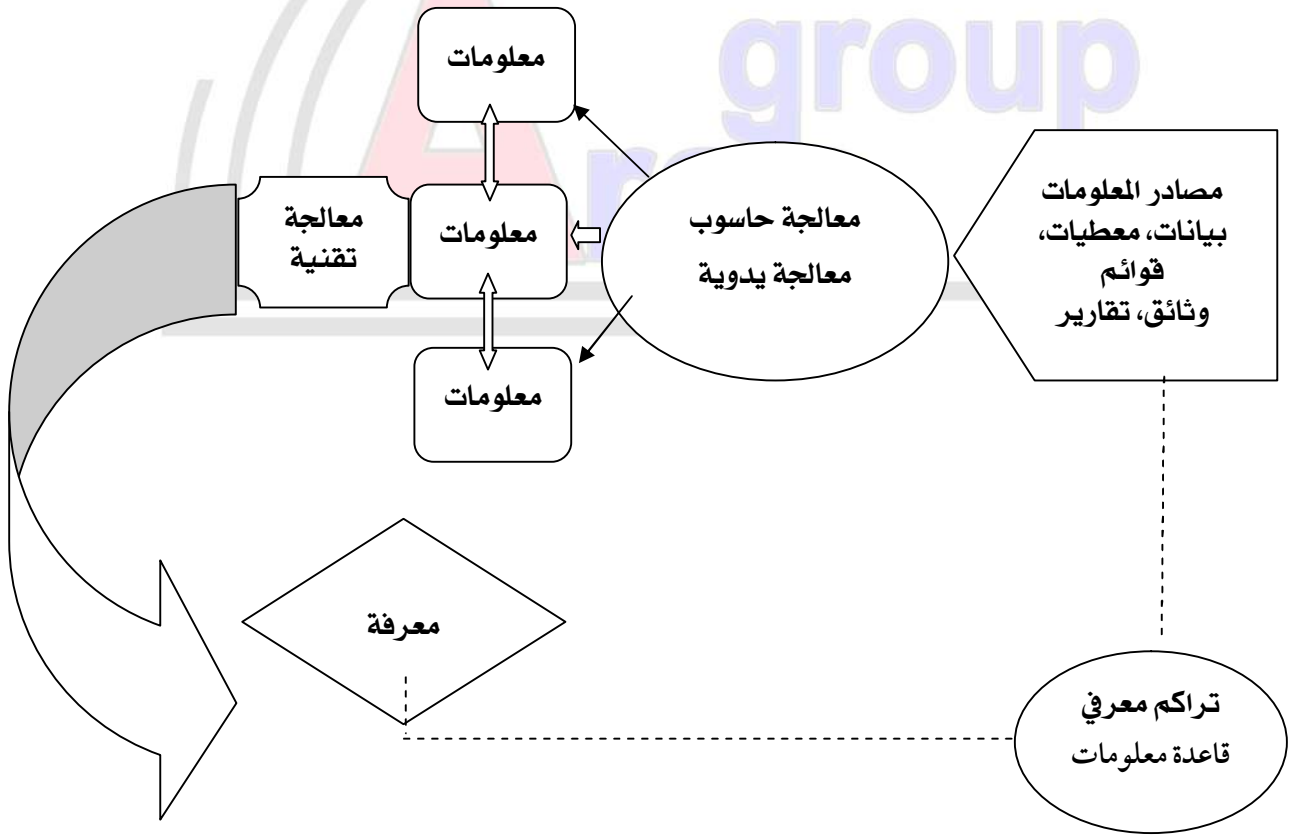 group
معلومات
مصادر المعلومات
بيانات، معطيات،
قوائم
وثائق، تقارير
معالجة حاسوب
معالجة يدوية
معلومات
معالجة
تقنية
معلومات
معرفة
تراكم معرفي
قاعدة معلومات